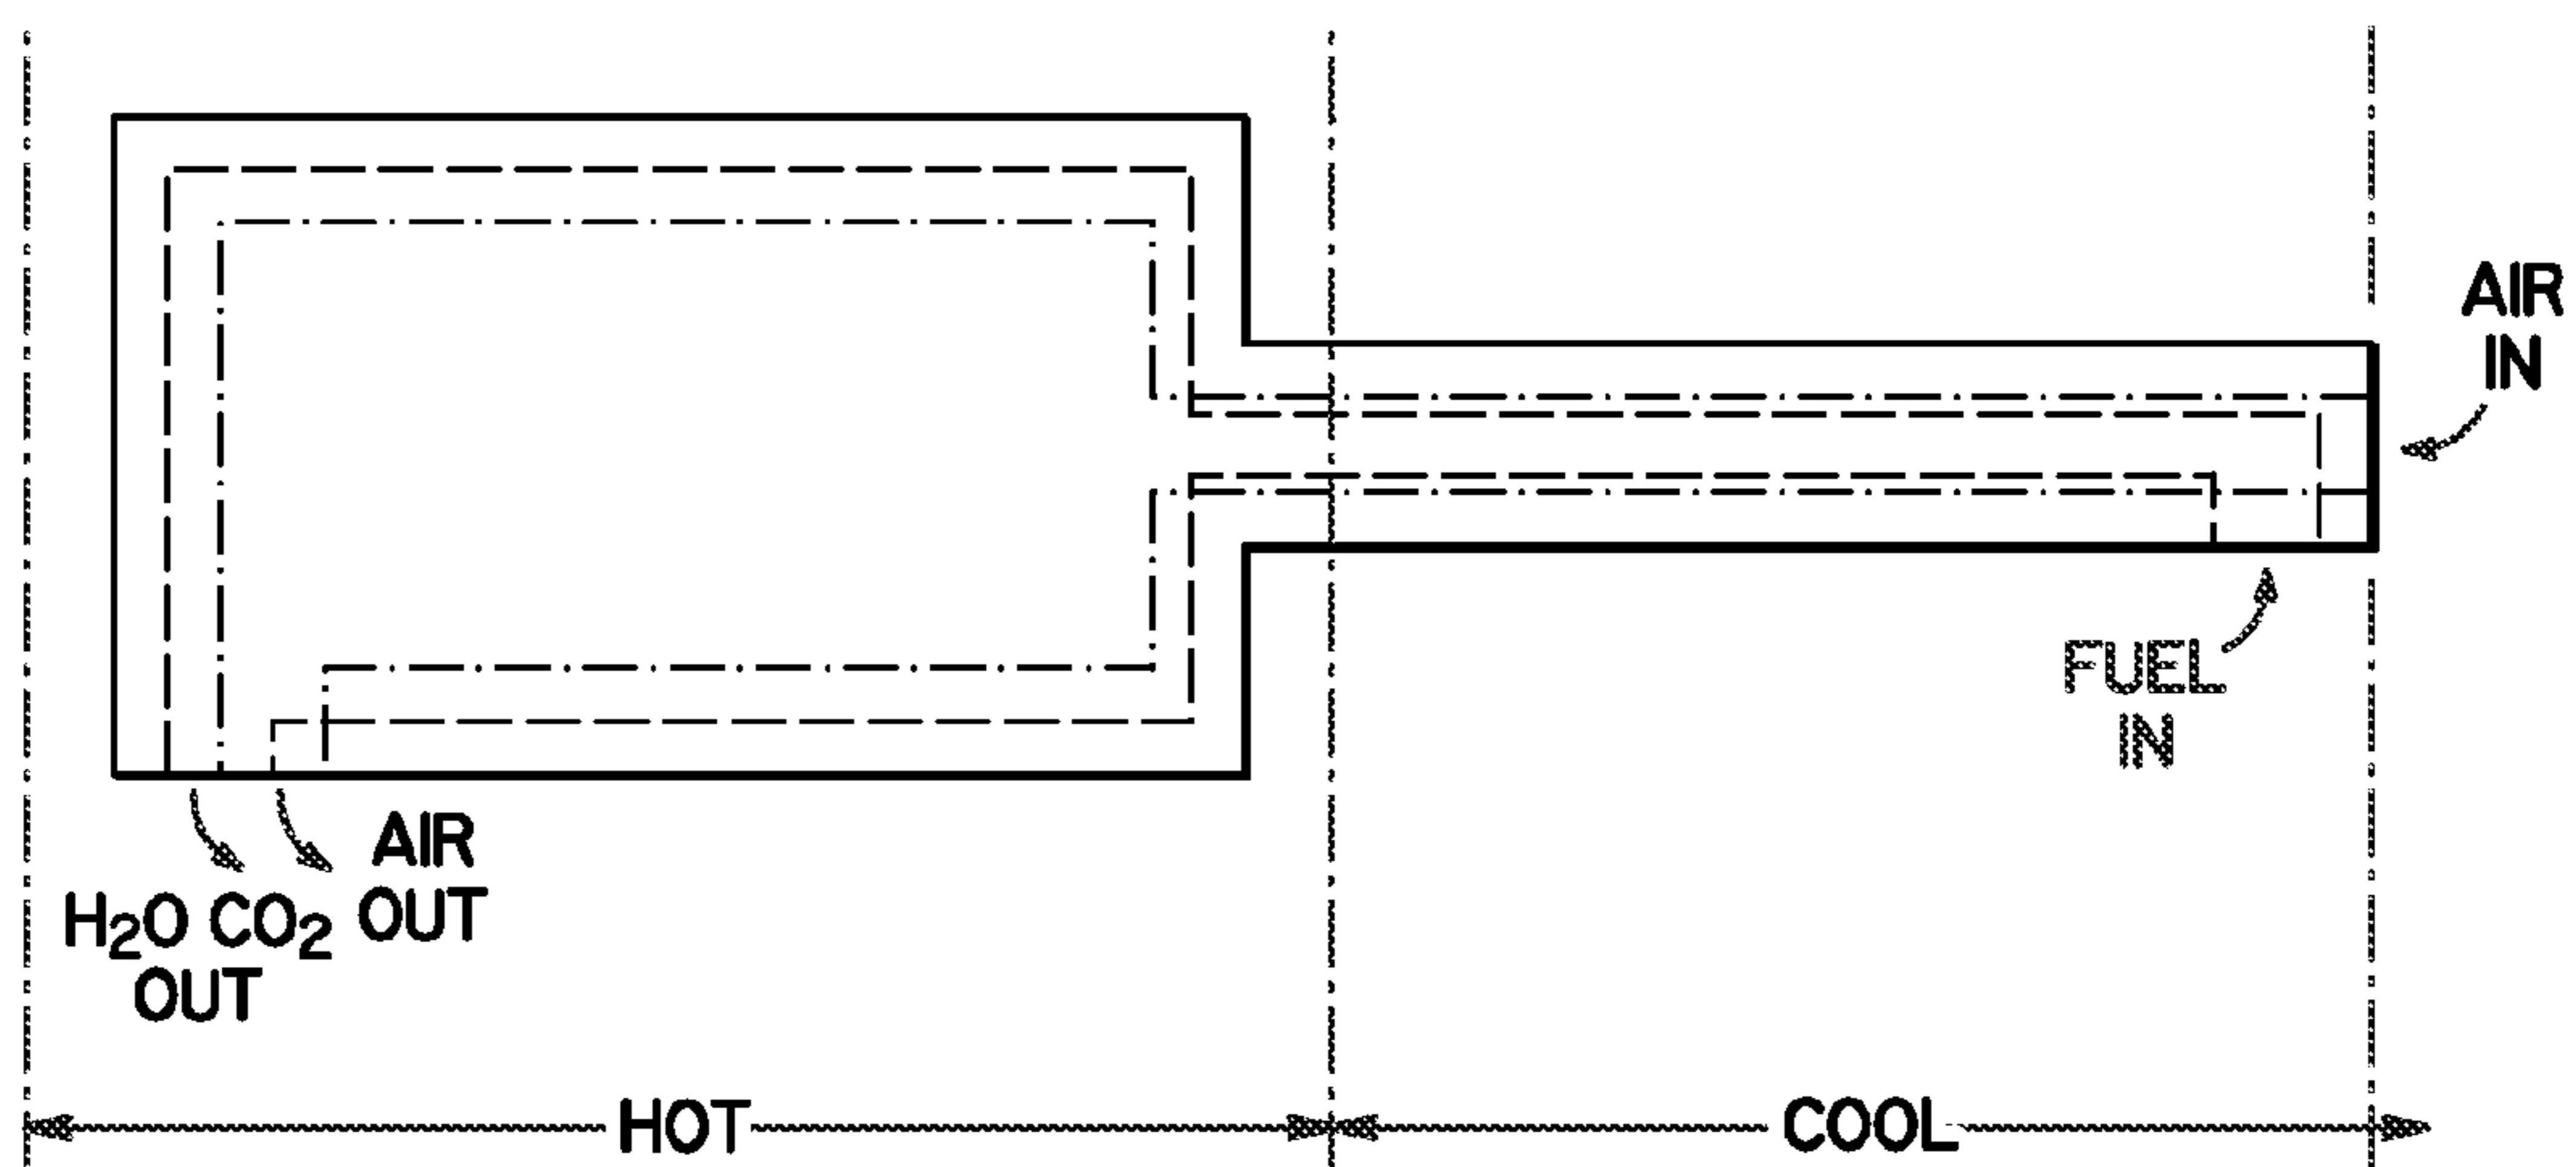 AIR
IN
FUEL
IN
AIR
OUT
H₂O CO₂
OUT
HOT
COOL